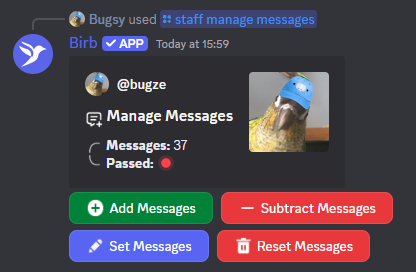 Bugsy used staff manage messages
Birb ✓ APP Today at 15:59
@bugze
Manage Messages
Messages: 37
Passed:
Add Messages
Subtract Messages
Set Messages
Reset Messages